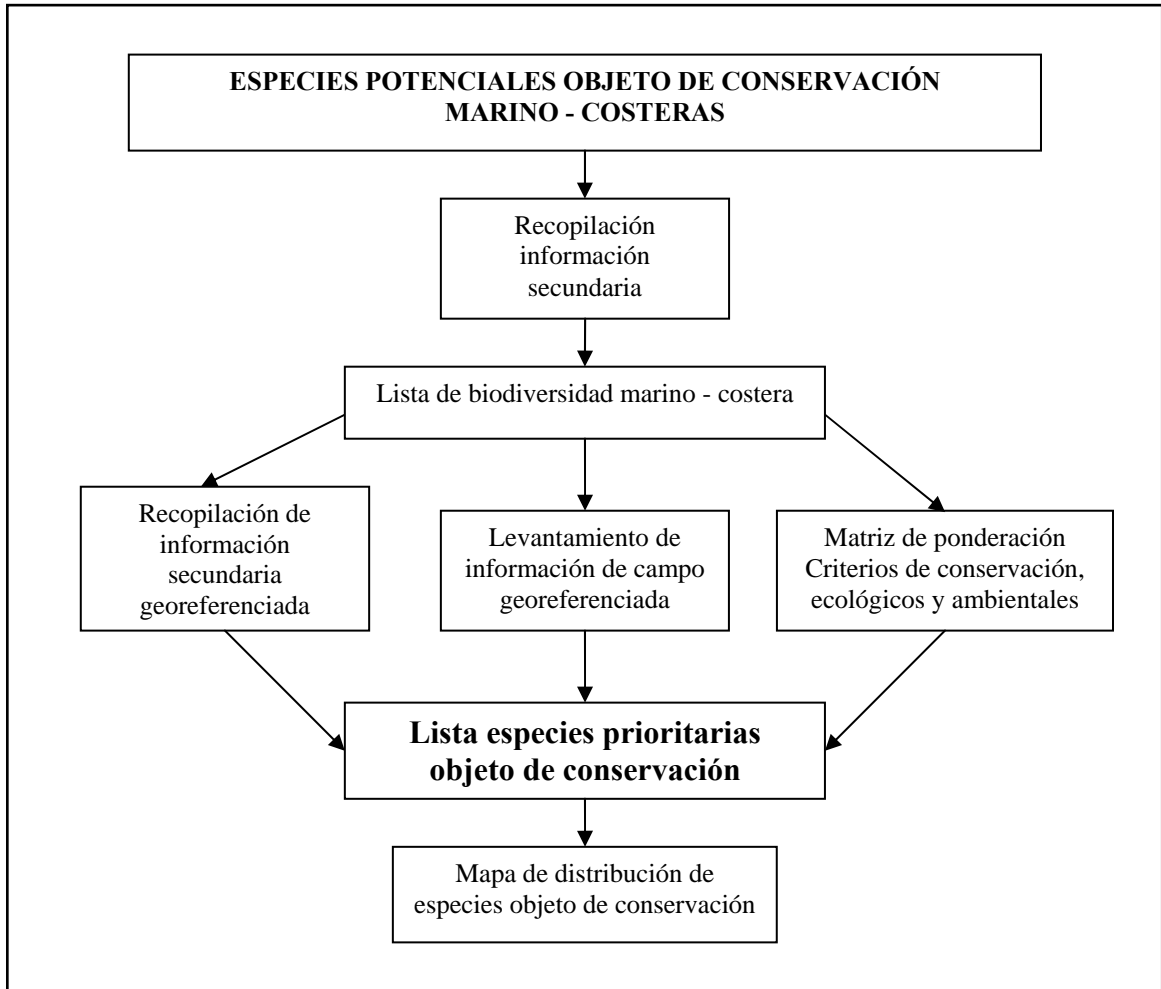 ESPECIES POTENCIALES OBJETO DE CONSERVACIÓN
MARINO - COSTERAS
Recopilación
información
secundaria
Lista de biodiversidad marino - costera
Recopilación de
información
secundaria
georeferenciada
Levantamiento de
información de campo
georeferenciada
Matriz de ponderación
Criterios de conservación,
ecológicos y ambientales
Lista especies prioritarias
objeto de conservación
Mapa de distribución de
especies objeto de conservación